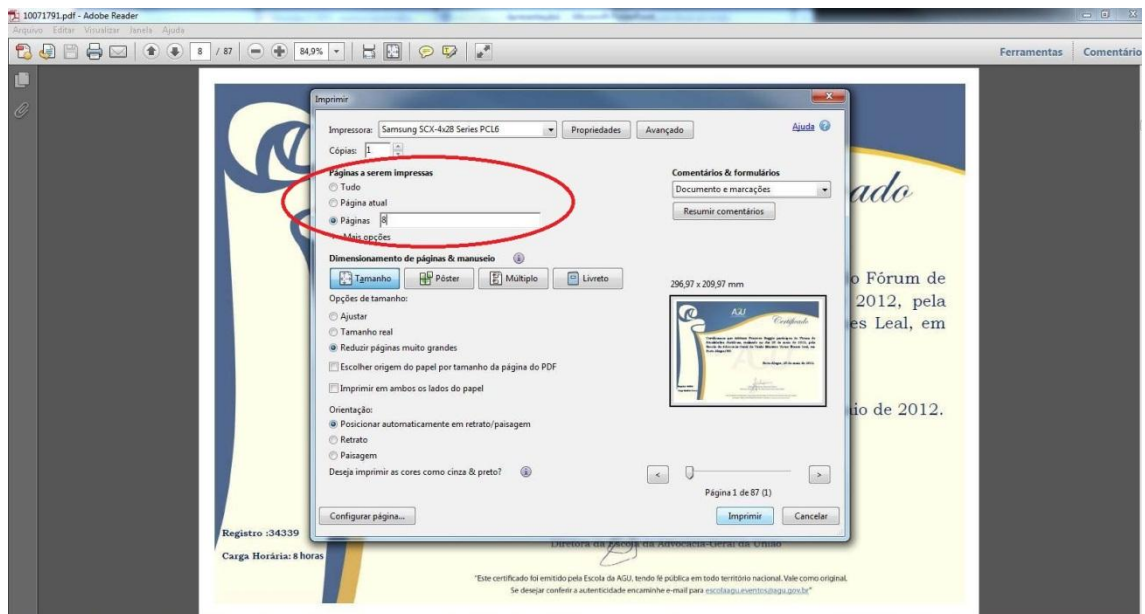 10071791.pdf - Adobe Reader
Arquivo Editar Visualizar Janela Ajuda
8 / 87 84,9% Ferramentas Comentário
Imprimir
Impressora: Samsung SCX-4x28 Series PCL6 Propriedades Avançado Ajuda
Cópias: 1
Páginas a serem impressas Comentários & formulários
Tudo Documento e marcações
Página atual Resumir comentários
Páginas 8
Mais opções
ado
Dimensionamento de páginas & manuseio
Tamanho Pôster Múltiplo Livreto
296,97 x 209,97 mm
Opções de tamanho:
Ajustar
Tamanho real
Reduzir páginas muito grandes
Escolher origem do papel por tamanho da página do PDF
Imprimir em ambos os lados do papel
AGU
Certificado
o Fórum de
2012, pela
es Leal, em
io de 2012.
Orientação:
Posicionar automaticamente em retrato/paisagem
Retrato
Paisagem
Deseja imprimir as cores como cinza & preto?
< >
Página 1 de 87 (1)
Configurar página... Imprimir Cancelar
Registro :34339
Carga Horária: 8 horas
Diretora da Escola da Advocacia-Geral da União
"Este certificado foi emitido pela Escola da AGU, tendo fé pública em todo território nacional. Vale como original.
Se desejar conferir a autenticidade encaminhe e-mail para escolaagu.eventos@agu.gov.br"